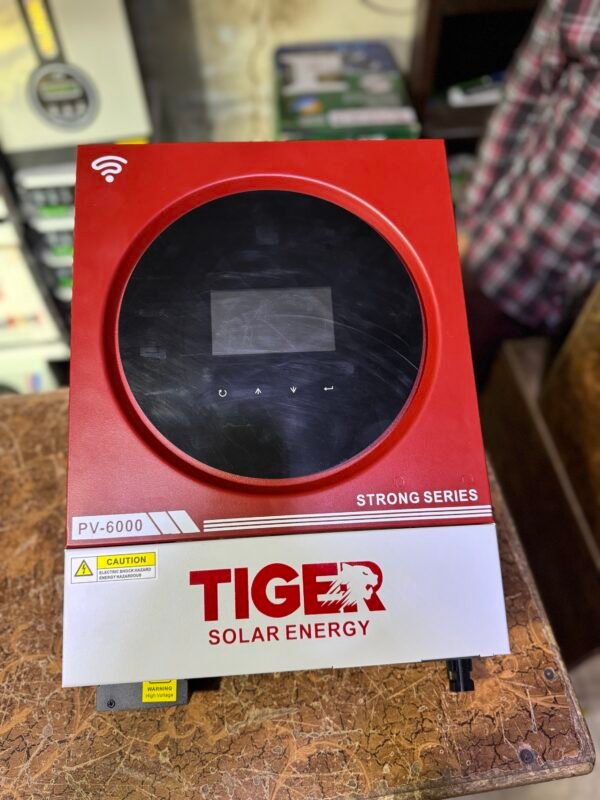 STRONG SERIES
PV-6000
CAUTION
ELECTRIC SHOCK HAZARD
ENERGY HAZARDOUS
TIGER
SOLAR ENERGY
WARNING
High Voltage